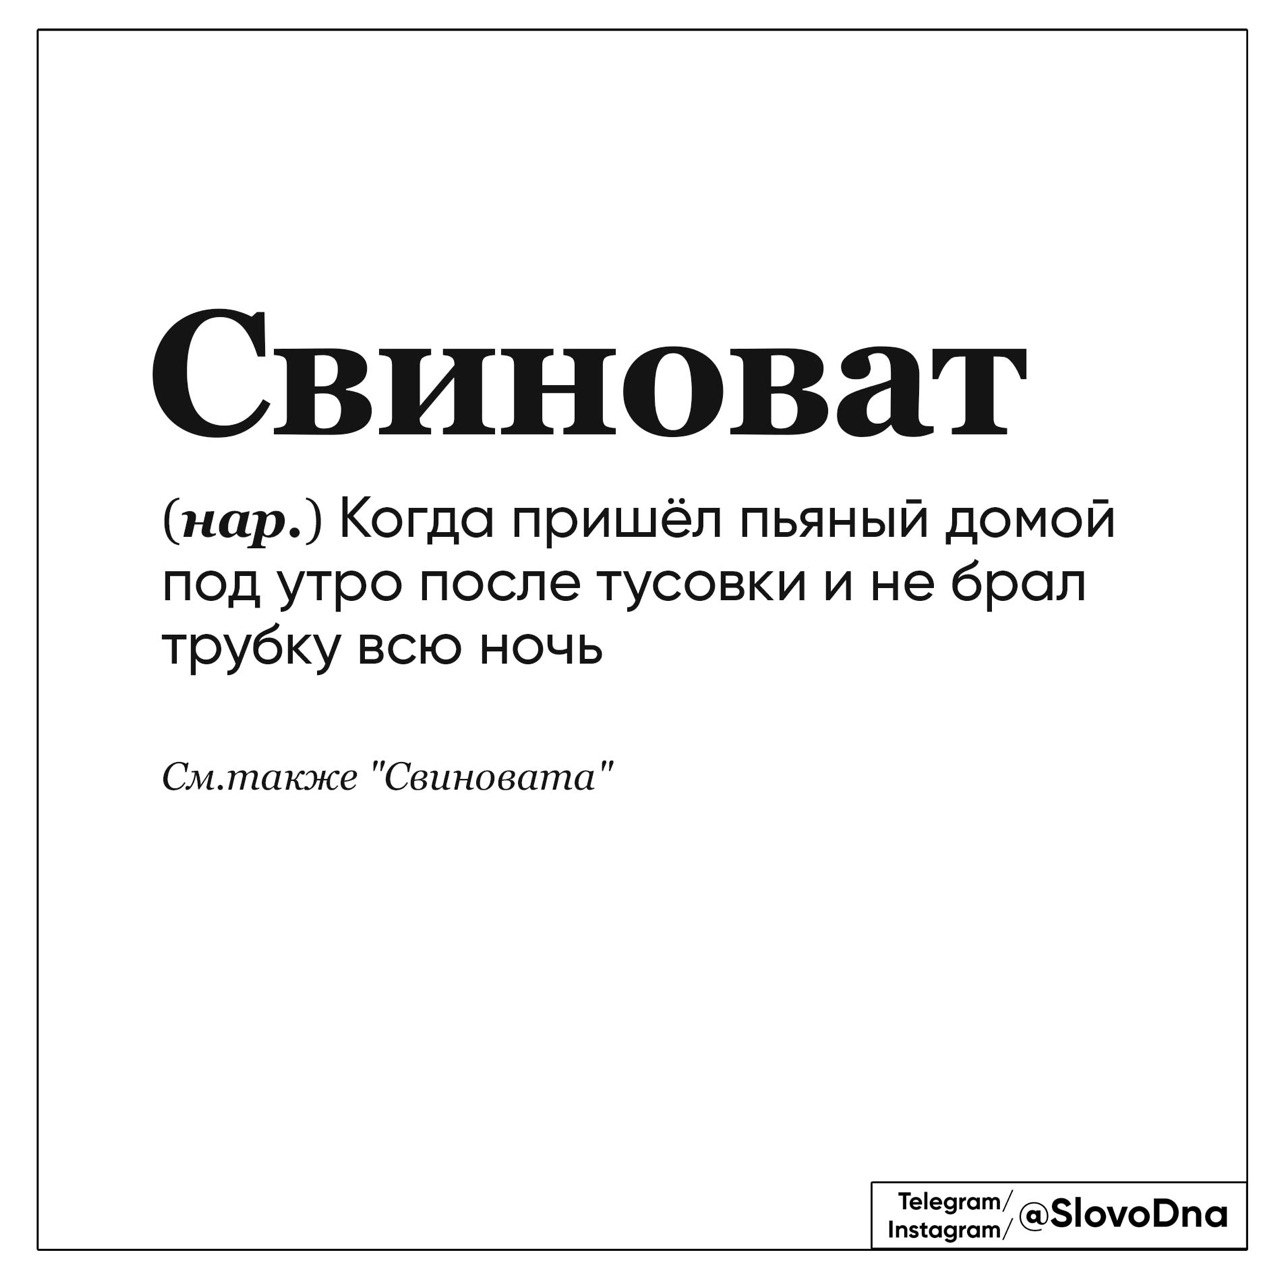 Свиноват
(нар.) Когда пришёл пьяный домой
под утро после тусовки и не брал
трубку всю ночь
См.также "Свиновата"
Telegram/
Instagram/ @SlovoDna